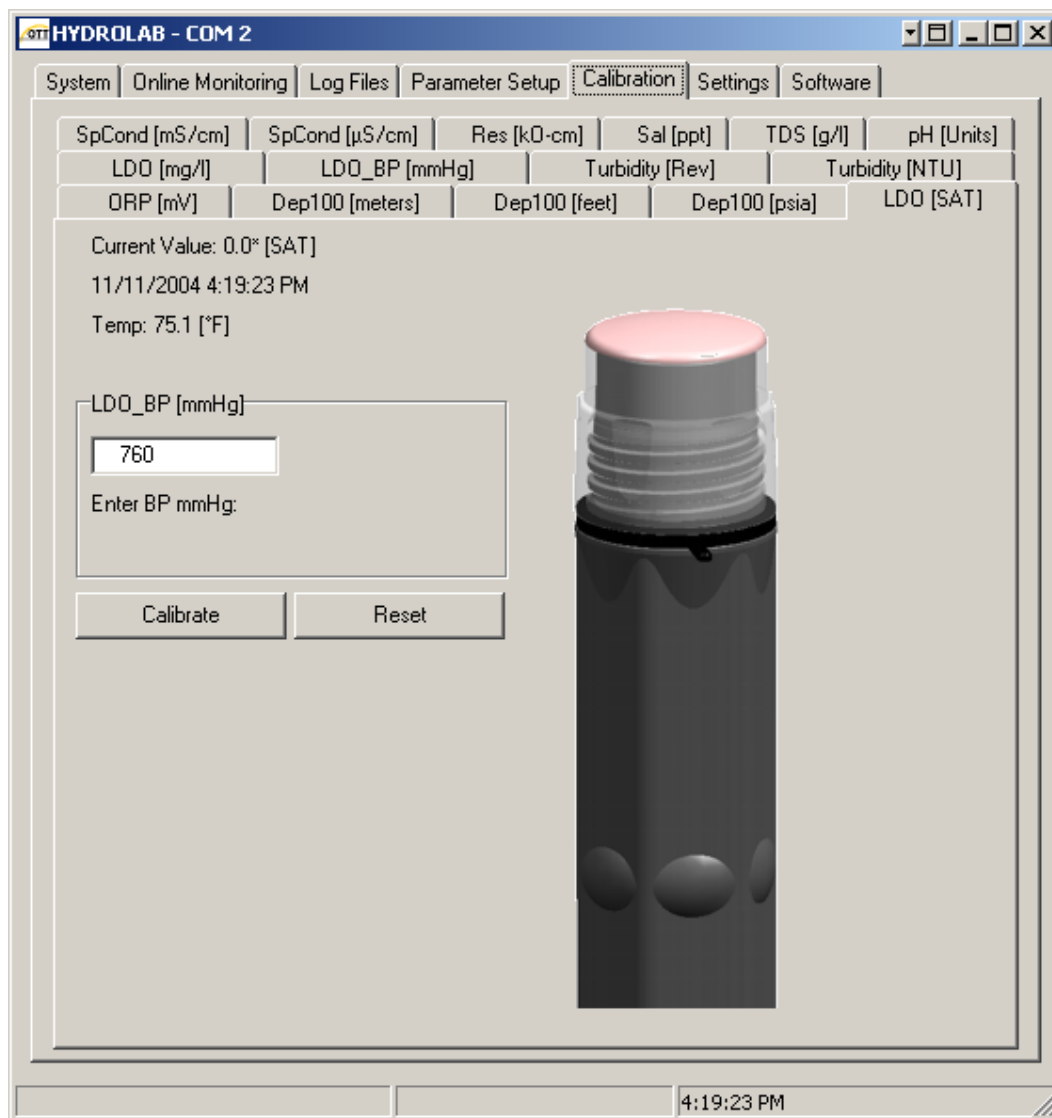 OTT HYDROLAB - COM 2
System Online Monitoring Log Files Parameter Setup Calibration Settings Software
SpCond [mS/cm] SpCond [µS/cm] Res [kO-cm] Sal [ppt] TDS [g/l] pH [Units]
LDO [mg/l] LDO_BP [mmHg] Turbidity [Rev] Turbidity [NTU]
ORP [mV] Dep100 [meters] Dep100 [feet] Dep100 [psia] LDO [SAT]
Current Value: 0.0* [SAT]
11/11/2004 4:19:23 PM
Temp: 75.1 [°F]
LDO_BP [mmHg]
760
Enter BP mmHg:
Calibrate Reset
4:19:23 PM